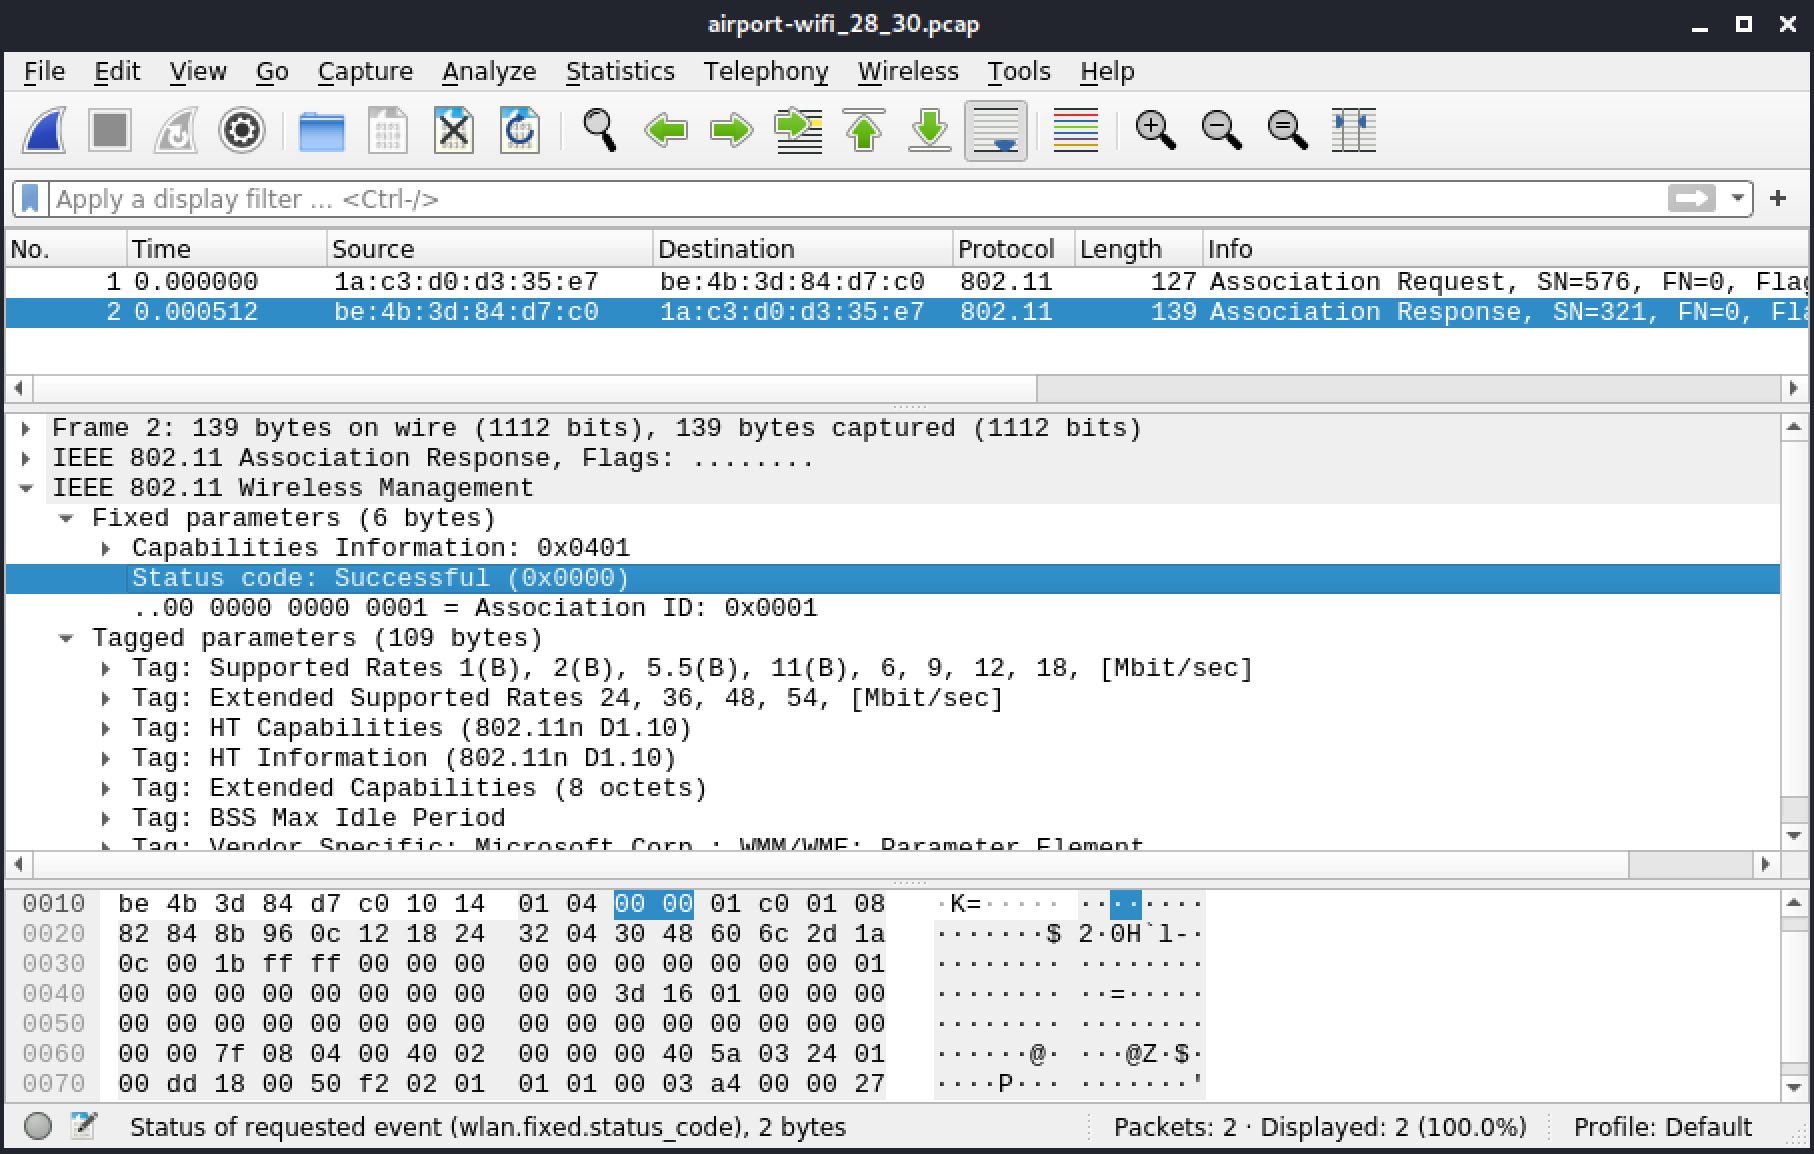 airport-wifi_28_30.pcap
File Edit View Go Capture Analyze Statistics Telephony Wireless Tools Help
Apply a display filter ... <Ctrl-/>
No. Time Source Destination Protocol Length Info
1 0.000000 1a:c3:d0:d3:35:e7 be:4b:3d:84:d7:c0 802.11 127 Association Request, SN=576, FN=0, Flag
2 0.000512 be:4b:3d:84:d7:c0 1a:c3:d0:d3:35:e7 802.11 139 Association Response, SN=321, FN=0, Fla
Frame 2: 139 bytes on wire (1112 bits), 139 bytes captured (1112 bits)
IEEE 802.11 Association Response, Flags: ........
IEEE 802.11 Wireless Management
Fixed parameters (6 bytes)
Capabilities Information: 0x0401
Status code: Successful (0x0000)
..00 0000 0000 0001 = Association ID: 0x0001
Tagged parameters (109 bytes)
Tag: Supported Rates 1(B), 2(B), 5.5(B), 11(B), 6, 9, 12, 18, [Mbit/sec]
Tag: Extended Supported Rates 24, 36, 48, 54, [Mbit/sec]
Tag: HT Capabilities (802.11n D1.10)
Tag: HT Information (802.11n D1.10)
Tag: Extended Capabilities (8 octets)
Tag: BSS Max Idle Period
Tag: Vendor Specific: Microsoft Corp.: WMM/WME: Parameter Element
0010 be 4b 3d 84 d7 c0 10 14 01 04 00 00 01 c0 01 08 ·K=····· ········
0020 82 84 8b 96 0c 12 18 24 32 04 30 48 60 6c 2d 1a ·······$ 2·0H`l-·
0030 0c 00 1b ff ff 00 00 00 00 00 00 00 00 00 00 01 ········ ········
0040 00 00 00 00 00 00 00 00 00 00 3d 16 01 00 00 00 ········ ··=·····
0050 00 00 00 00 00 00 00 00 00 00 00 00 00 00 00 00 ········ ········
0060 00 00 7f 08 04 00 40 02 00 00 00 40 5a 03 24 01 ······@· ···@Z·$·
0070 00 dd 18 00 50 f2 02 01 01 01 00 03 a4 00 00 27 ····P··· ·······'
Status of requested event (wlan.fixed.status_code), 2 bytes Packets: 2 · Displayed: 2 (100.0%) Profile: Default